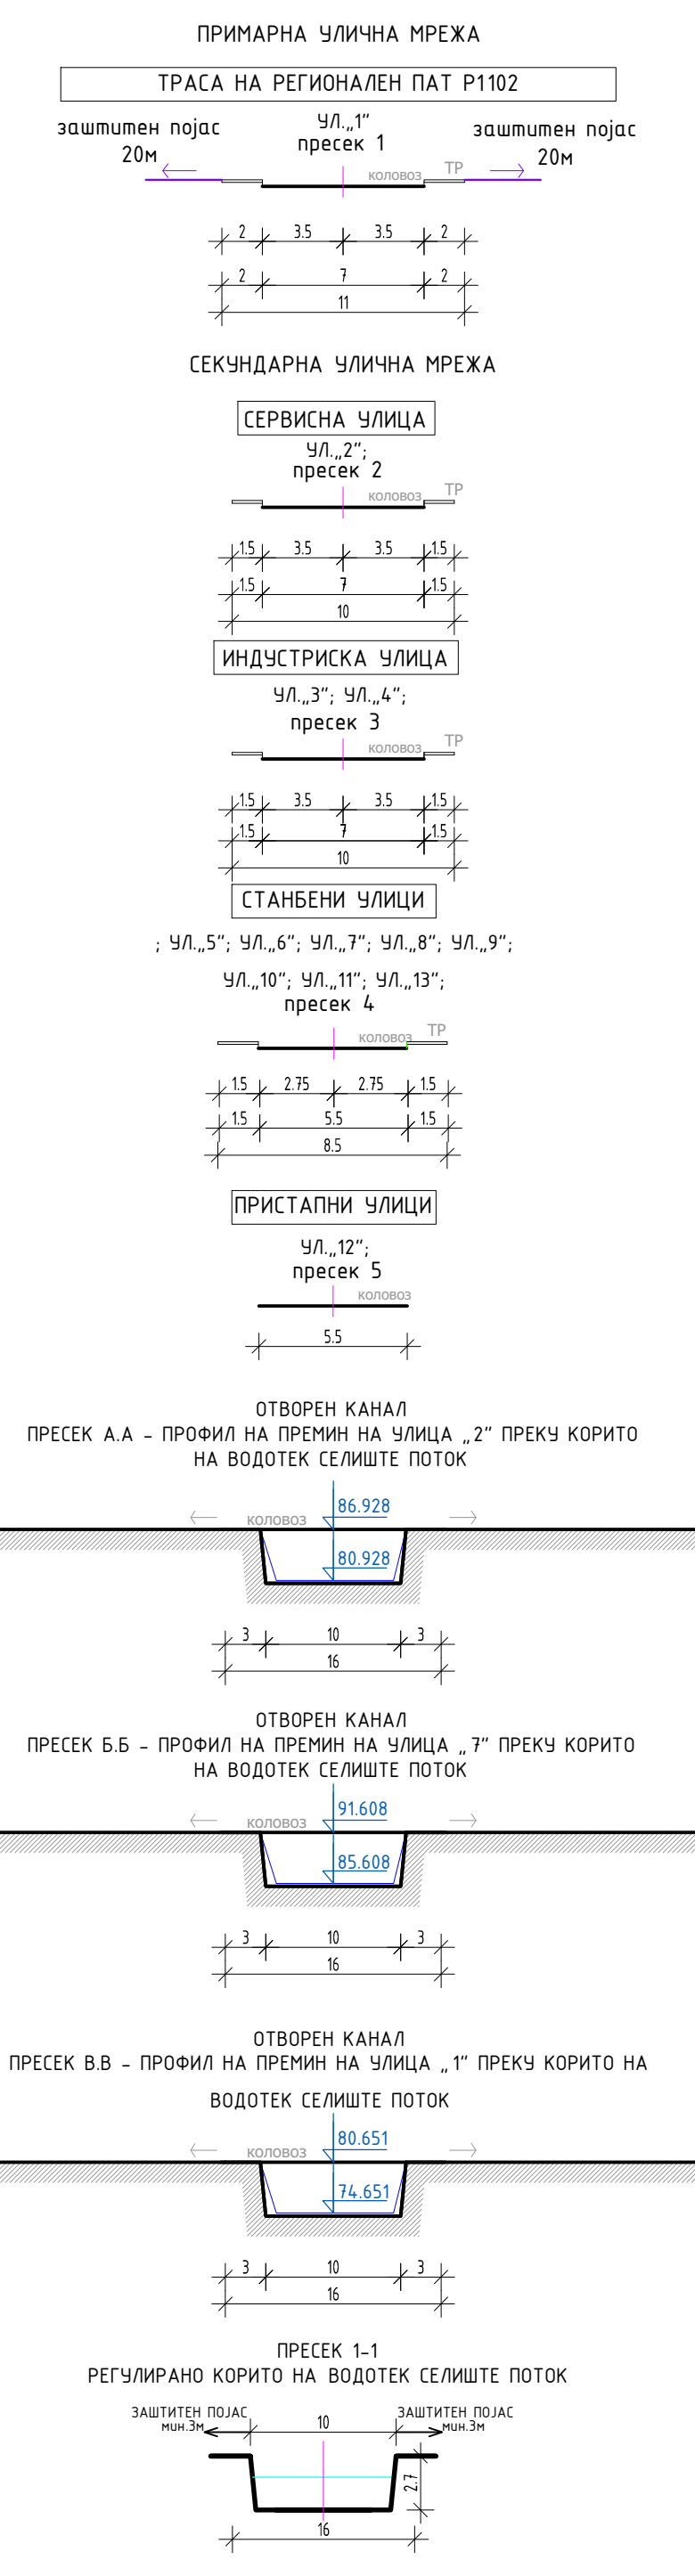 ПРИМАРНА УЛИЧНА МРЕЖА
ТРАСА НА РЕГИОНАЛЕН ПАТ Р1102
УЛ.„1”
заштитен појас
20м
пресек 1
заштитен појас
20м
коловоз
ТР
2 3.5 3.5 2
2 7 2
11
СЕКУНДАРНА УЛИЧНА МРЕЖА
СЕРВИСНА УЛИЦА
УЛ.„2”;
пресек 2
коловоз ТР
1.5 3.5 3.5 1.5
1.5 7 1.5
10
ИНДУСТРИСКА УЛИЦА
УЛ.„3”; УЛ.„4”;
пресек 3
коловоз ТР
1.5 3.5 3.5 1.5
1.5 7 1.5
10
СТАНБЕНИ УЛИЦИ
; УЛ.„5”; УЛ.„6”; УЛ.„7”; УЛ.„8”; УЛ.„9”;
УЛ.„10”; УЛ.„11”; УЛ.„13”;
пресек 4
коловоз ТР
1.5 2.75 2.75 1.5
1.5 5.5 1.5
8.5
ПРИСТАПНИ УЛИЦИ
УЛ.„12”;
пресек 5
коловоз
5.5
ОТВОРЕН КАНАЛ
ПРЕСЕК А.А - ПРОФИЛ НА ПРЕМИН НА УЛИЦА „2” ПРЕКУ КОРИТО
НА ВОДОТЕК СЕЛИШТЕ ПОТОК
86.928
коловоз
80.928
3 10 3
16
ОТВОРЕН КАНАЛ
ПРЕСЕК Б.Б - ПРОФИЛ НА ПРЕМИН НА УЛИЦА „7” ПРЕКУ КОРИТО
НА ВОДОТЕК СЕЛИШТЕ ПОТОК
91.608
коловоз
85.608
3 10 3
16
ОТВОРЕН КАНАЛ
ПРЕСЕК В.В - ПРОФИЛ НА ПРЕМИН НА УЛИЦА „1” ПРЕКУ КОРИТО НА
ВОДОТЕК СЕЛИШТЕ ПОТОК
80.651
коловоз
74.651
3 10 3
16
ПРЕСЕК 1-1
РЕГУЛИРАНО КОРИТО НА ВОДОТЕК СЕЛИШТЕ ПОТОК
ЗАШТИТЕН ПОЈАС
мин.3м
10
ЗАШТИТЕН ПОЈАС
мин.3м
2.7
16